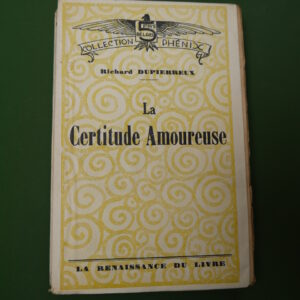 COLLECTION PHÉNIX
Richard DUPIERREUX
La
Certitude Amoureuse
LA RENAISSANCE DU LIVRE